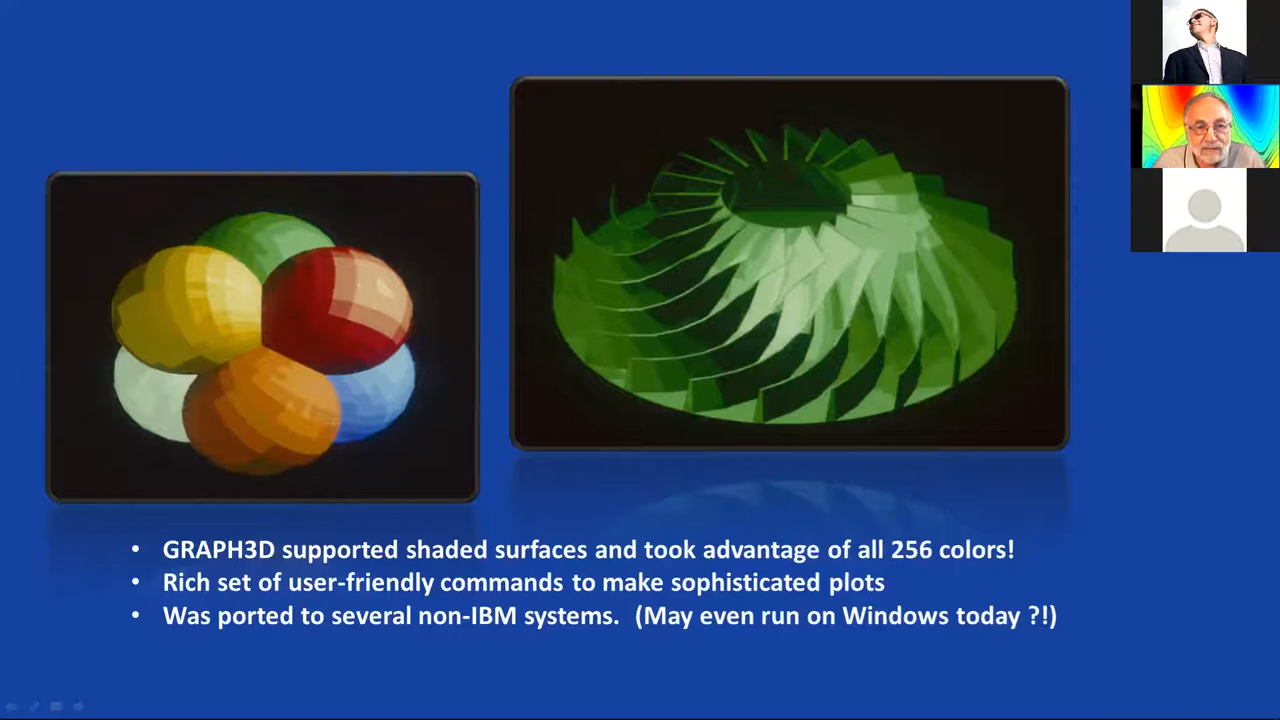 • GRAPH3D supported shaded surfaces and took advantage of all 256 colors!
• Rich set of user-friendly commands to make sophisticated plots
• Was ported to several non-IBM systems.  (May even run on Windows today ?!)